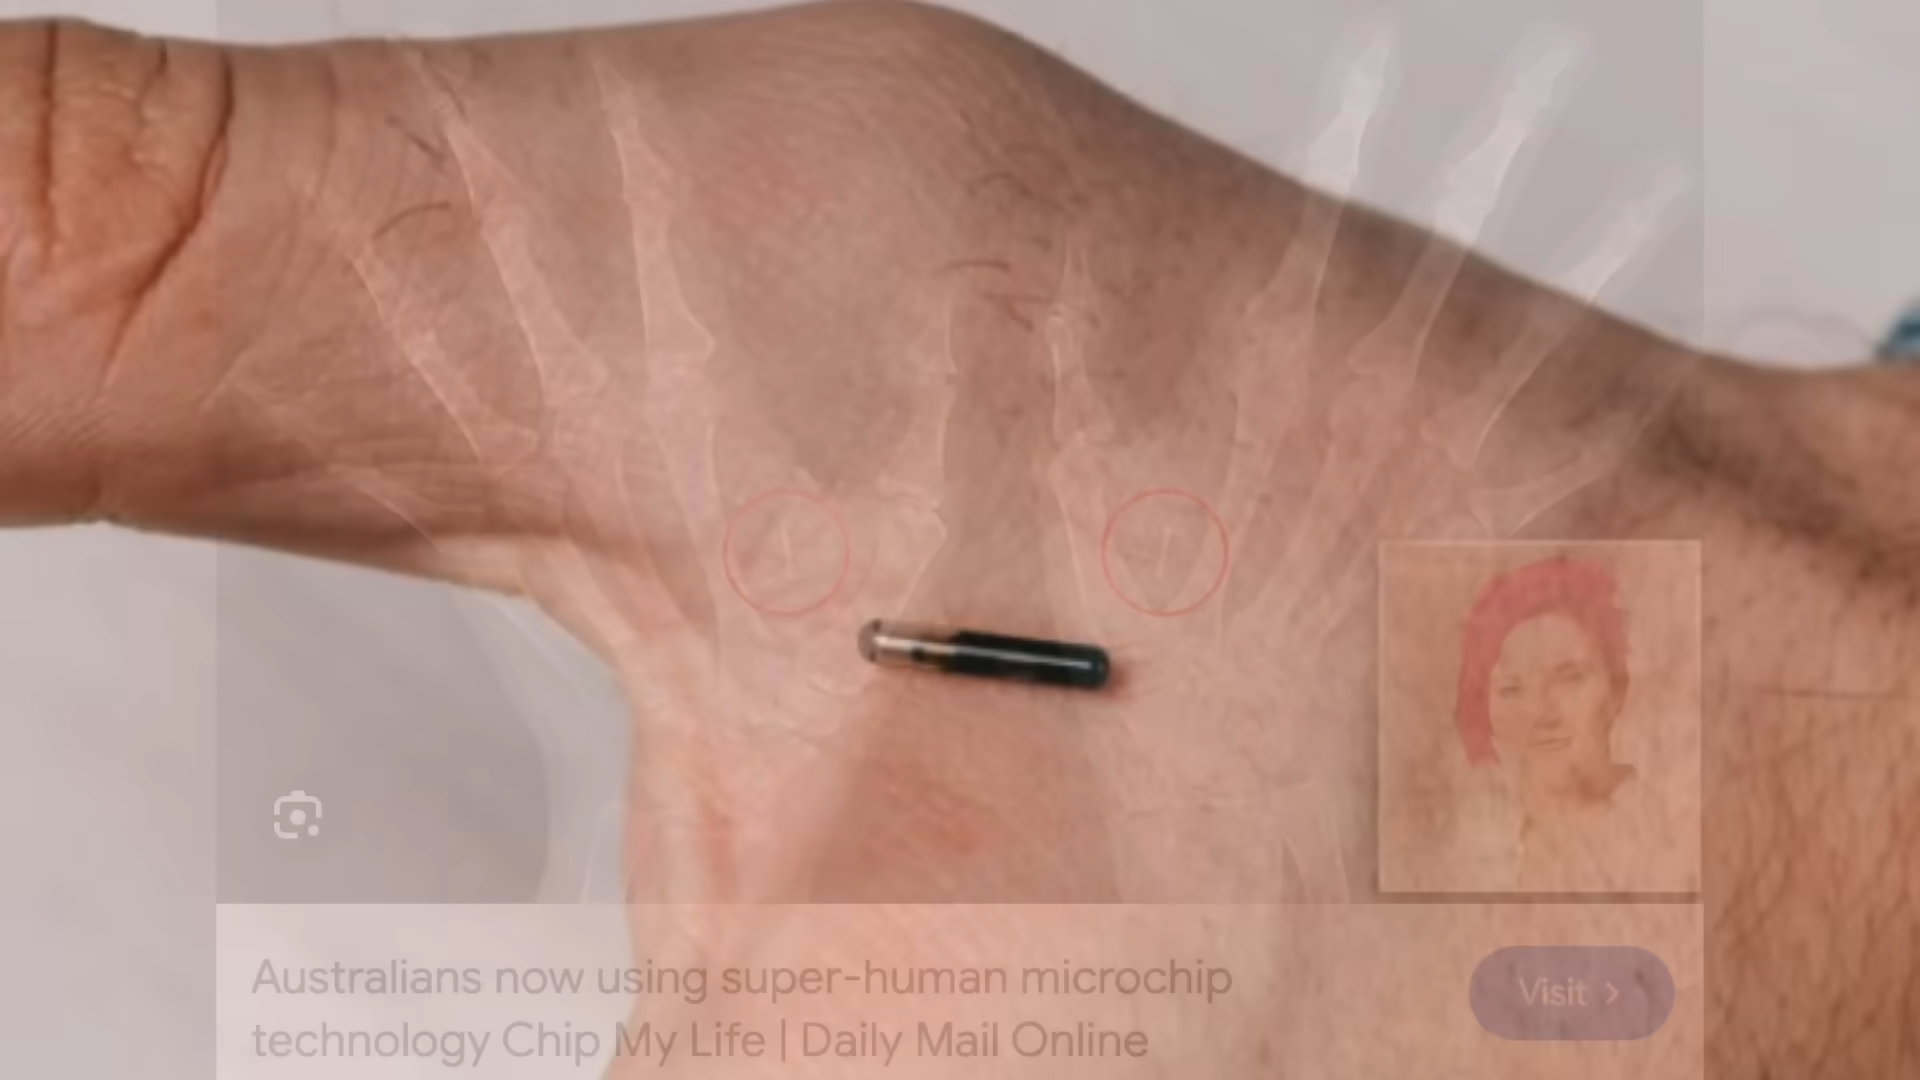 Australians now using super-human microchip
technology Chip My Life | Daily Mail Online
Visit >